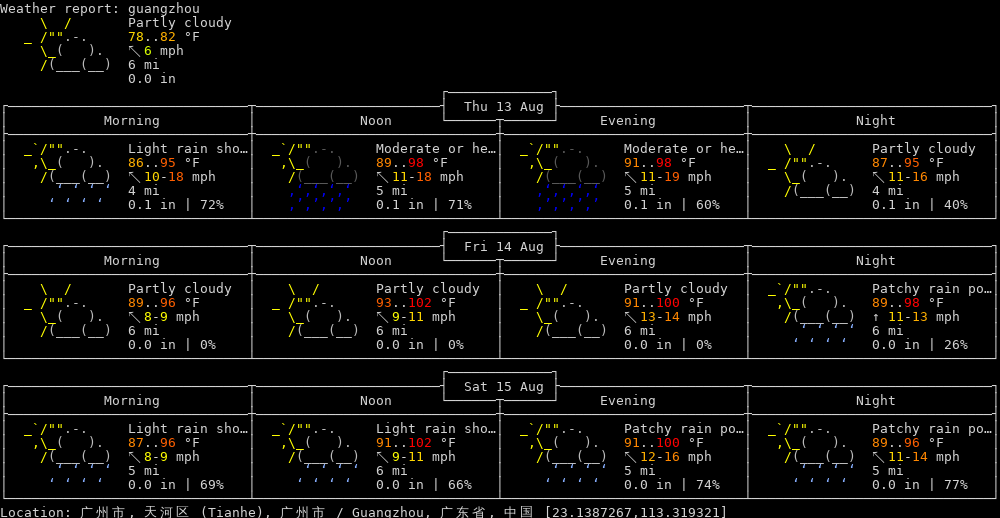 Weather report: guangzhou
Partly cloudy
78..82 °F
↖ 6 mph
6 mi
0.0 in
Thu 13 Aug
Morning Noon Evening Night
Light rain sho… Moderate or he… Moderate or he… Partly cloudy
86..95 °F 89..98 °F 91..98 °F 87..95 °F
↖ 10-18 mph ↖ 11-18 mph ↖ 11-19 mph ↖ 11-16 mph
4 mi 5 mi 5 mi 4 mi
0.1 in | 72% 0.1 in | 71% 0.1 in | 60% 0.1 in | 40%
Fri 14 Aug
Morning Noon Evening Night
Partly cloudy Partly cloudy Partly cloudy Patchy rain po…
89..96 °F 93..102 °F 91..100 °F 89..98 °F
↖ 8-9 mph ↖ 9-11 mph ↖ 13-14 mph ↑ 11-13 mph
6 mi 6 mi 6 mi 6 mi
0.0 in | 0% 0.0 in | 0% 0.0 in | 0% 0.0 in | 26%
Sat 15 Aug
Morning Noon Evening Night
Light rain sho… Light rain sho… Patchy rain po… Patchy rain po…
87..96 °F 91..102 °F 91..100 °F 89..96 °F
↖ 8-9 mph ↖ 9-11 mph ↖ 12-16 mph ↖ 11-14 mph
5 mi 6 mi 5 mi 5 mi
0.0 in | 69% 0.0 in | 66% 0.0 in | 74% 0.0 in | 77%
Location: 广州市, 天河区 (Tianhe), 广州市 / Guangzhou, 广东省, 中国 [23.1387267,113.319321]